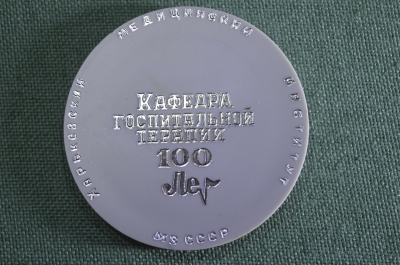 ХАРЬКОВСКИЙ МЕДИЦИНСКИЙ ИНСТИТУТ
КАФЕДРА
ГОСПИТАЛЬНОЙ
ТЕРАПИИ
100
Лет
МЗ СССР